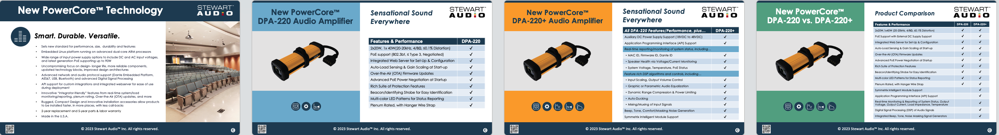 New PowerCore™ Technology
STEWART™
AUDIO
Smart. Durable. Versatile.
• Sets new standard for performance, size, durability and features
• Embedded Linux platform running on advanced dual-core ARM processors
• Wide range of input power supply options to include DC and AC input voltages,
and latest generation PoE supporting up to 90W
• Uncompromising focus on design- longer life, more reliable components,
updated technology blocks, improved design architectures
• Advanced network and audio protocol support (Dante Embedded Platform,
AES67, USB, Bluetooth) and advanced Digital Signal Processing
• API support for custom integrations and integrated webserver for ease of use
during deployment
• Innovative “Integrator-friendly” features from real-time system/load
monitoring/reporting, plenum rating, Over-the-Air (OTA) updates, and more
• Rugged, Compact Design and innovative installation accessories allow products
to be installed faster, in more places, with less call-backs
• 2-year replacement and 5-year parts & labor warranty
• Made in the U.S.A.
© 2023 Stewart Audio™ Inc. All rights reserved.
C
New PowerCore™
DPA-220 Audio Amplifier
Sensational Sound
Everywhere
STEWART™
AUDIO
Features & Performance DPA-220
2x20W, 1x 40W(20-20kHz, 4/8Ω, ≤0.1% Distortion) ✓
PoE support (802.3bt, ≤ Type 3, Negotiated) ✓
Integrated Web Server for Set-Up & Configuration ✓
Auto-Load Sensing & Gain Scaling at Start-up ✓
Over-the-Air (OTA) Firmware Updates ✓
Advanced PoE Power Negotiation at Startup ✓
Rich Suite of Protection Features ✓
Beacon/Identifying Strobe for Easy Identification ✓
Multi-color LED Patterns for Status Reporting ✓
Plenum Rated, with Hanger Wire Strap ✓
© 2023 Stewart Audio™ Inc. All rights reserved.
C
New PowerCore™
DPA-220+ Audio Amplifier
Sensational Sound
Everywhere
STEWART™
AUDIO
All DPA-220 Features/Performance, plus… DPA-220+
Auxiliary DC Power Supply Support (18VDC to 48VDC) ✓
Application Programming Interface (API) Support ✓
Real-time reporting/monitoring of system status, including…
• MAC ID, Firmware ID, Dante ID ✓
• Speaker Health via Voltage/Current Monitoring ✓
• System Voltage, Temperature, PoE Status ✓
Feature rich DSP algorithms and controls, including…
• Input Scaling, Output Volume Control ✓
• Graphic or Parametric Audio Equalization ✓
• Dynamic Range Compression & Power Limiting ✓
• Auto-Ducking ✓
• Mixing/Muxing of Input Signals ✓
Beep, Tone, Comfort/Masking Noise Generation ✓
Symmetrix Intelligent Module Support ✓
© 2023 Stewart Audio™ Inc. All rights reserved.
C
New PowerCore™
DPA-220 vs. DPA-220+
Product Comparison
STEWART™
AUDIO
Features & Performance DPA-220 DPA-220+
2x20W,1x40W (20-20kHz, 4/8Ω, ≤0.1% Distortion) ✓ ✓
PoE Support with External DC Supply Support ✓ ✓
Integrated Web Server for Set-Up & Configuration ✓ ✓
Auto-Load Sensing & Gain Scaling at Start-up ✓ ✓
Over-the-Air (OTA) Firmware Updates ✓ ✓
Advanced PoE Power Negotiation at Startup ✓ ✓
Rich Suite of Protection Features ✓ ✓
Beacon/Identifying Strobe for Easy Identification ✓ ✓
Multi-color LED Patterns for Status Reporting ✓ ✓
Plenum Rated, with Hanger Wire Strap ✓ ✓
Symmetrix Intelligent Module Support ✓
Application Programming Interface (API) Support ✓
Real-time Monitoring & Reporting of System Status, Output
Voltage, Output Current, Load Impedance, Temperature ✓
Digital Signal Processing (DSP) of Audio Signals ✓
Integrated Beep, Tone, Noise Masking Signal Generators ✓
© 2023 Stewart Audio™ Inc. All rights reserved.
C